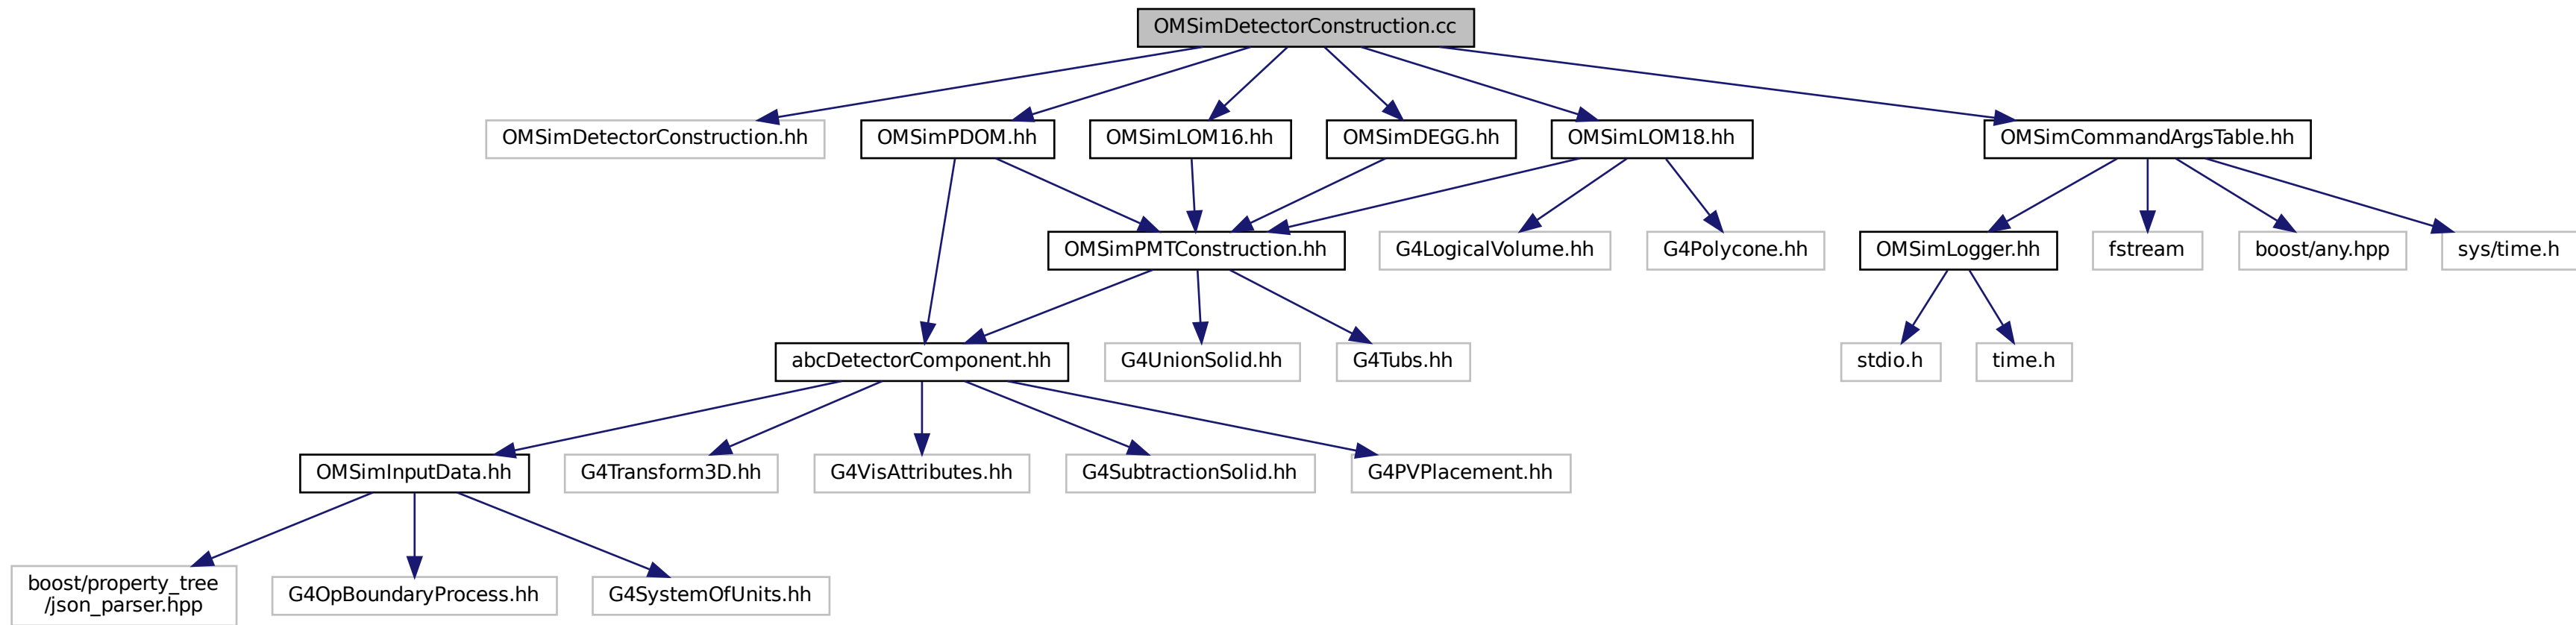 OMSimDetectorConstruction.cc
OMSimDetectorConstruction.hh
OMSimPDOM.hh
OMSimLOM16.hh
OMSimDEGG.hh
OMSimLOM18.hh
OMSimCommandArgsTable.hh
OMSimPMTConstruction.hh
G4LogicalVolume.hh
G4Polycone.hh
OMSimLogger.hh
fstream
boost/any.hpp
sys/time.h
abcDetectorComponent.hh
G4UnionSolid.hh
G4Tubs.hh
stdio.h
time.h
OMSimInputData.hh
G4Transform3D.hh
G4VisAttributes.hh
G4SubtractionSolid.hh
G4PVPlacement.hh
boost/property_tree
/json_parser.hpp
G4OpBoundaryProcess.hh
G4SystemOfUnits.hh